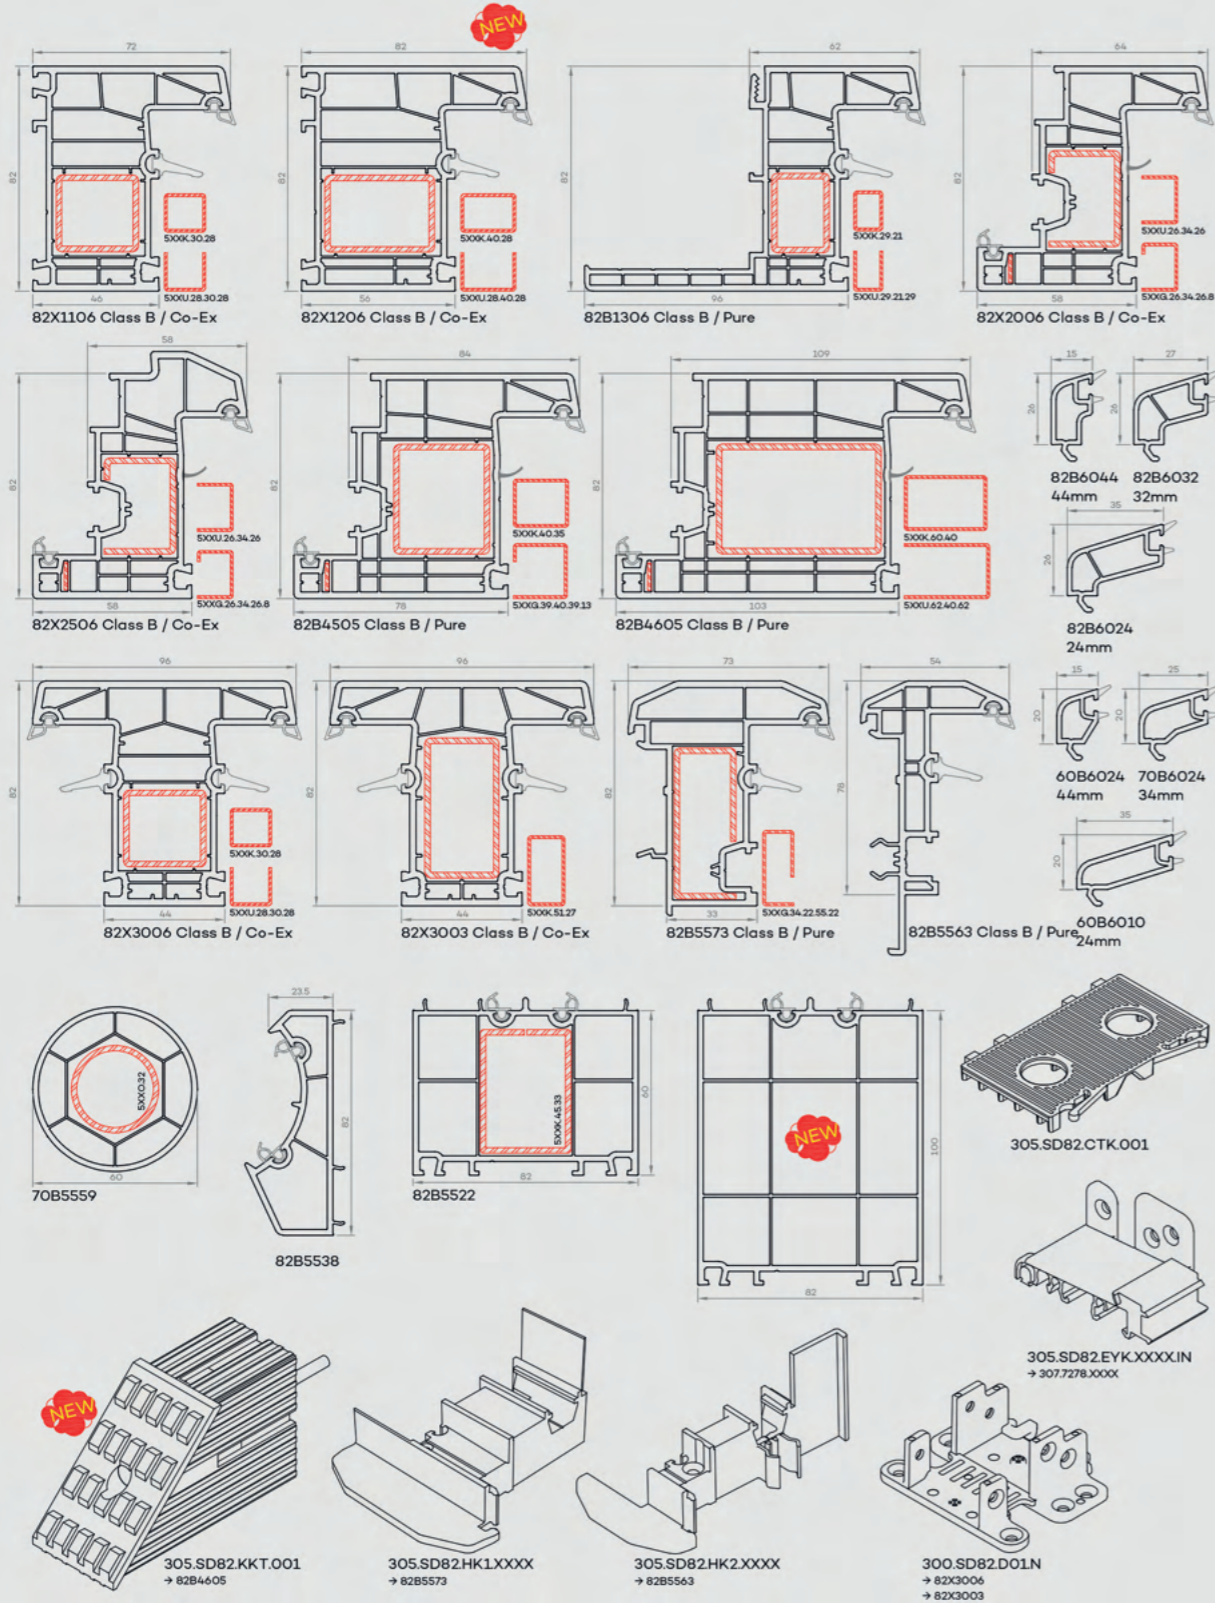 NEW
72
82
62
64
82
82
82
5XXK.30.28
5XXK.40.28
5XXK.29.21
5XXU.26.34.26
5XXU.28.30.28
5XXU.28.40.28
5XXU.29.21.29
5XXG.26.34.26.8
46
56
96
58
82X1106 Class B / Co-Ex
82X1206 Class B / Co-Ex
82B1306 Class B / Pure
82X2006 Class B / Co-Ex
58
84
109
15
27
82
82
82
26
26
82B6044
44mm
82B6032
32mm
35
26
82B6024
24mm
5XXU.26.34.26
5XXK.40.35
5XXK.60.40
5XXG.26.34.26.8
5XXG.39.40.39.13
5XXU.62.40.62
58
78
103
82X2506 Class B / Co-Ex
82B4505 Class B / Pure
82B4605 Class B / Pure
96
96
73
54
15
25
82
82
82
78
20
20
60B6024
44mm
70B6024
34mm
35
20
5XXK.30.28
5XXU.28.30.28
5XXK.51.27
5XXG.34.22.55.22
44
44
33
82X3006 Class B / Co-Ex
82X3003 Class B / Co-Ex
82B5573 Class B / Pure
82B5563 Class B / Pure
60B6010
24mm
23.5
5XXO.32
82
5XXK.45.33
60
NEW
100
305.SD82.CTK.001
60
82
70B5559
82B5522
82B5538
82
305.SD82.EYK.XXXX.IN
→ 307.7278.XXXX
NEW
305.SD82.KKT.001
→ 82B4605
305.SD82.HK1.XXXX
→ 82B5573
305.SD82.HK2.XXXX
→ 82B5563
300.SD82.D01.N
→ 82X3006
→ 82X3003